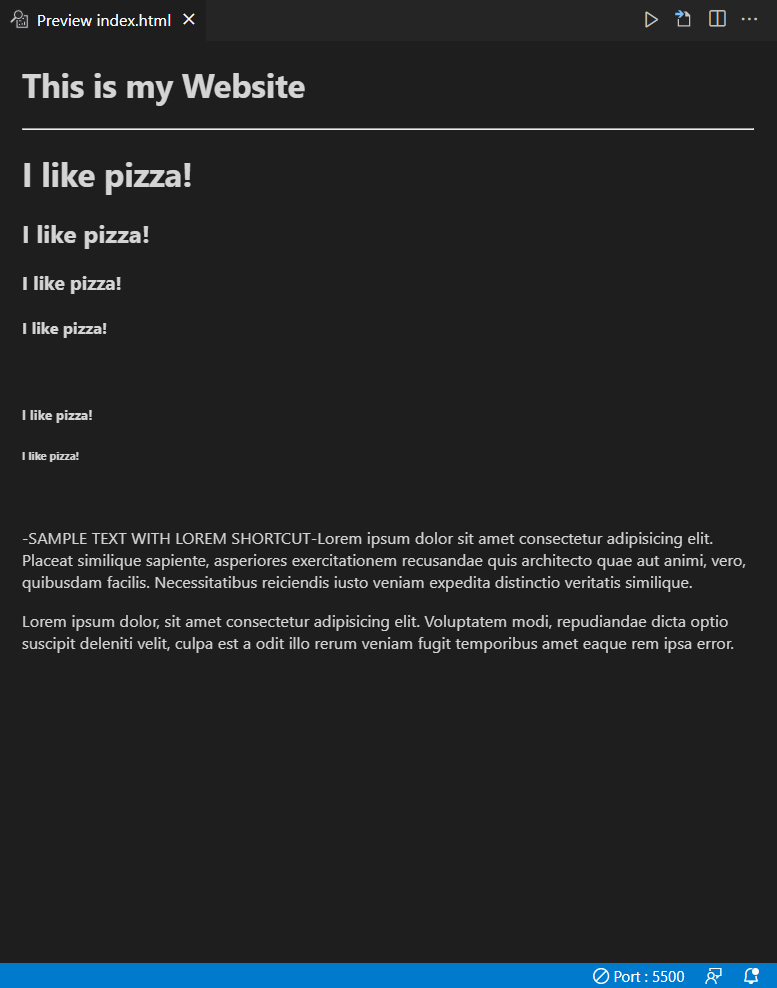 Preview index.html
This is my Website
I like pizza!
I like pizza!
I like pizza!
I like pizza!
I like pizza!
I like pizza!
-SAMPLE TEXT WITH LOREM SHORTCUT-Lorem ipsum dolor sit amet consectetur adipisicing elit.
Placeat similique sapiente, asperiores exercitationem recusandae quis architecto quae aut animi, vero,
quibusdam facilis. Necessitatibus reiciendis iusto veniam expedita distinctio veritatis similique.
Lorem ipsum dolor, sit amet consectetur adipisicing elit. Voluptatem modi, repudiandae dicta optio
suscipit deleniti velit, culpa est a odit illo rerum veniam fugit temporibus amet eaque rem ipsa error.
Port : 5500